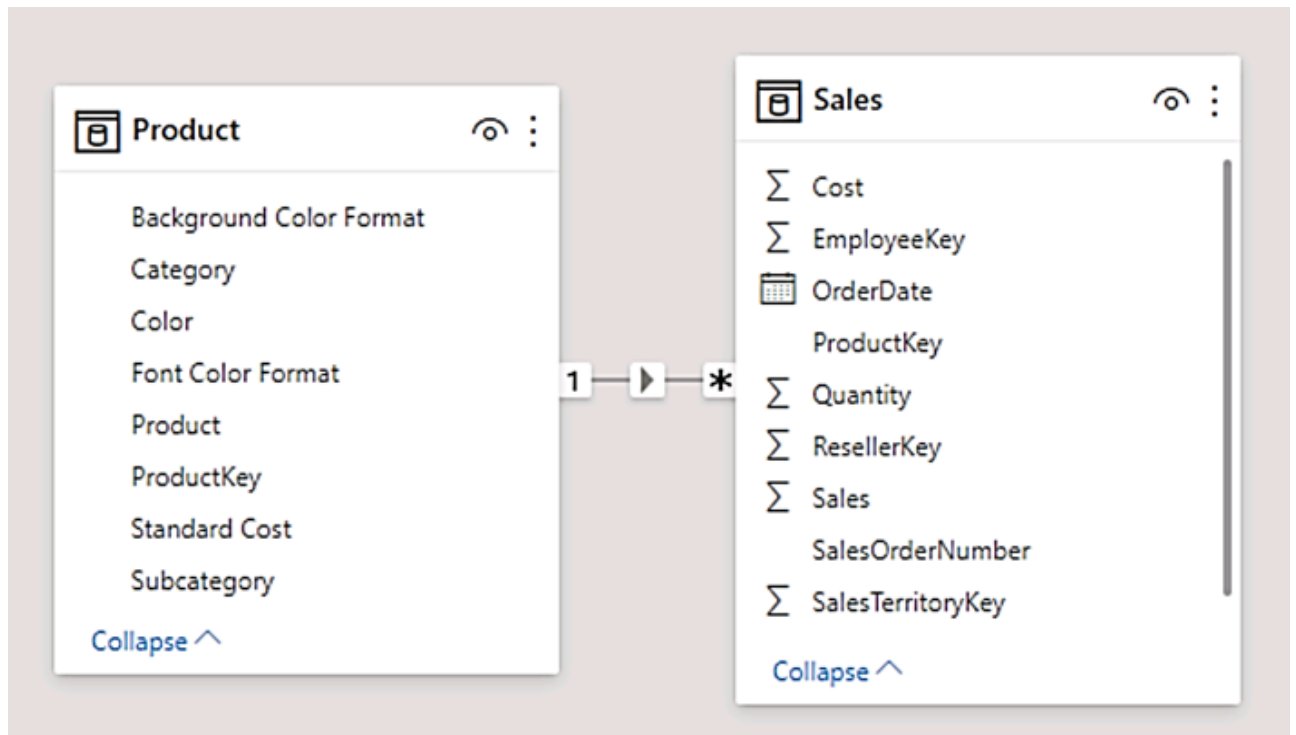 Product
Background Color Format
Category
Color
Font Color Format
Product
ProductKey
Standard Cost
Subcategory
Collapse
1
*
Sales
Cost
EmployeeKey
OrderDate
ProductKey
Quantity
ResellerKey
Sales
SalesOrderNumber
SalesTerritoryKey
Collapse